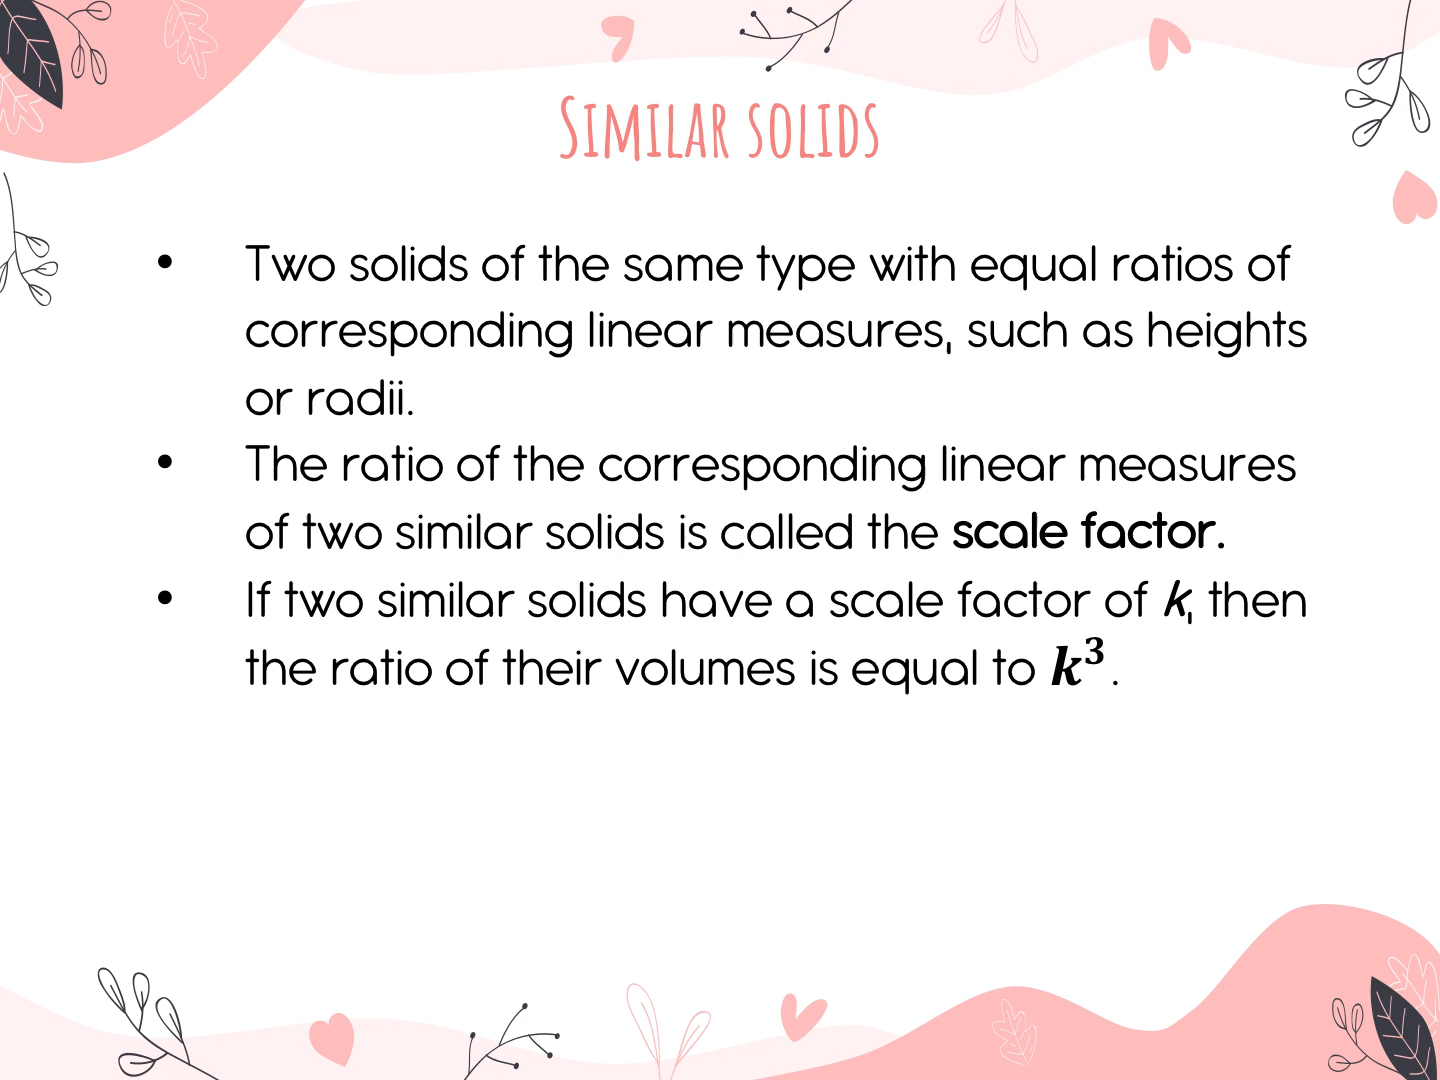 Similar solids
• Two solids of the same type with equal ratios of
corresponding linear measures, such as heights
or radii.
• The ratio of the corresponding linear measures
of two similar solids is called the scale factor.
• If two similar solids have a scale factor of k, then
the ratio of their volumes is equal to k³.